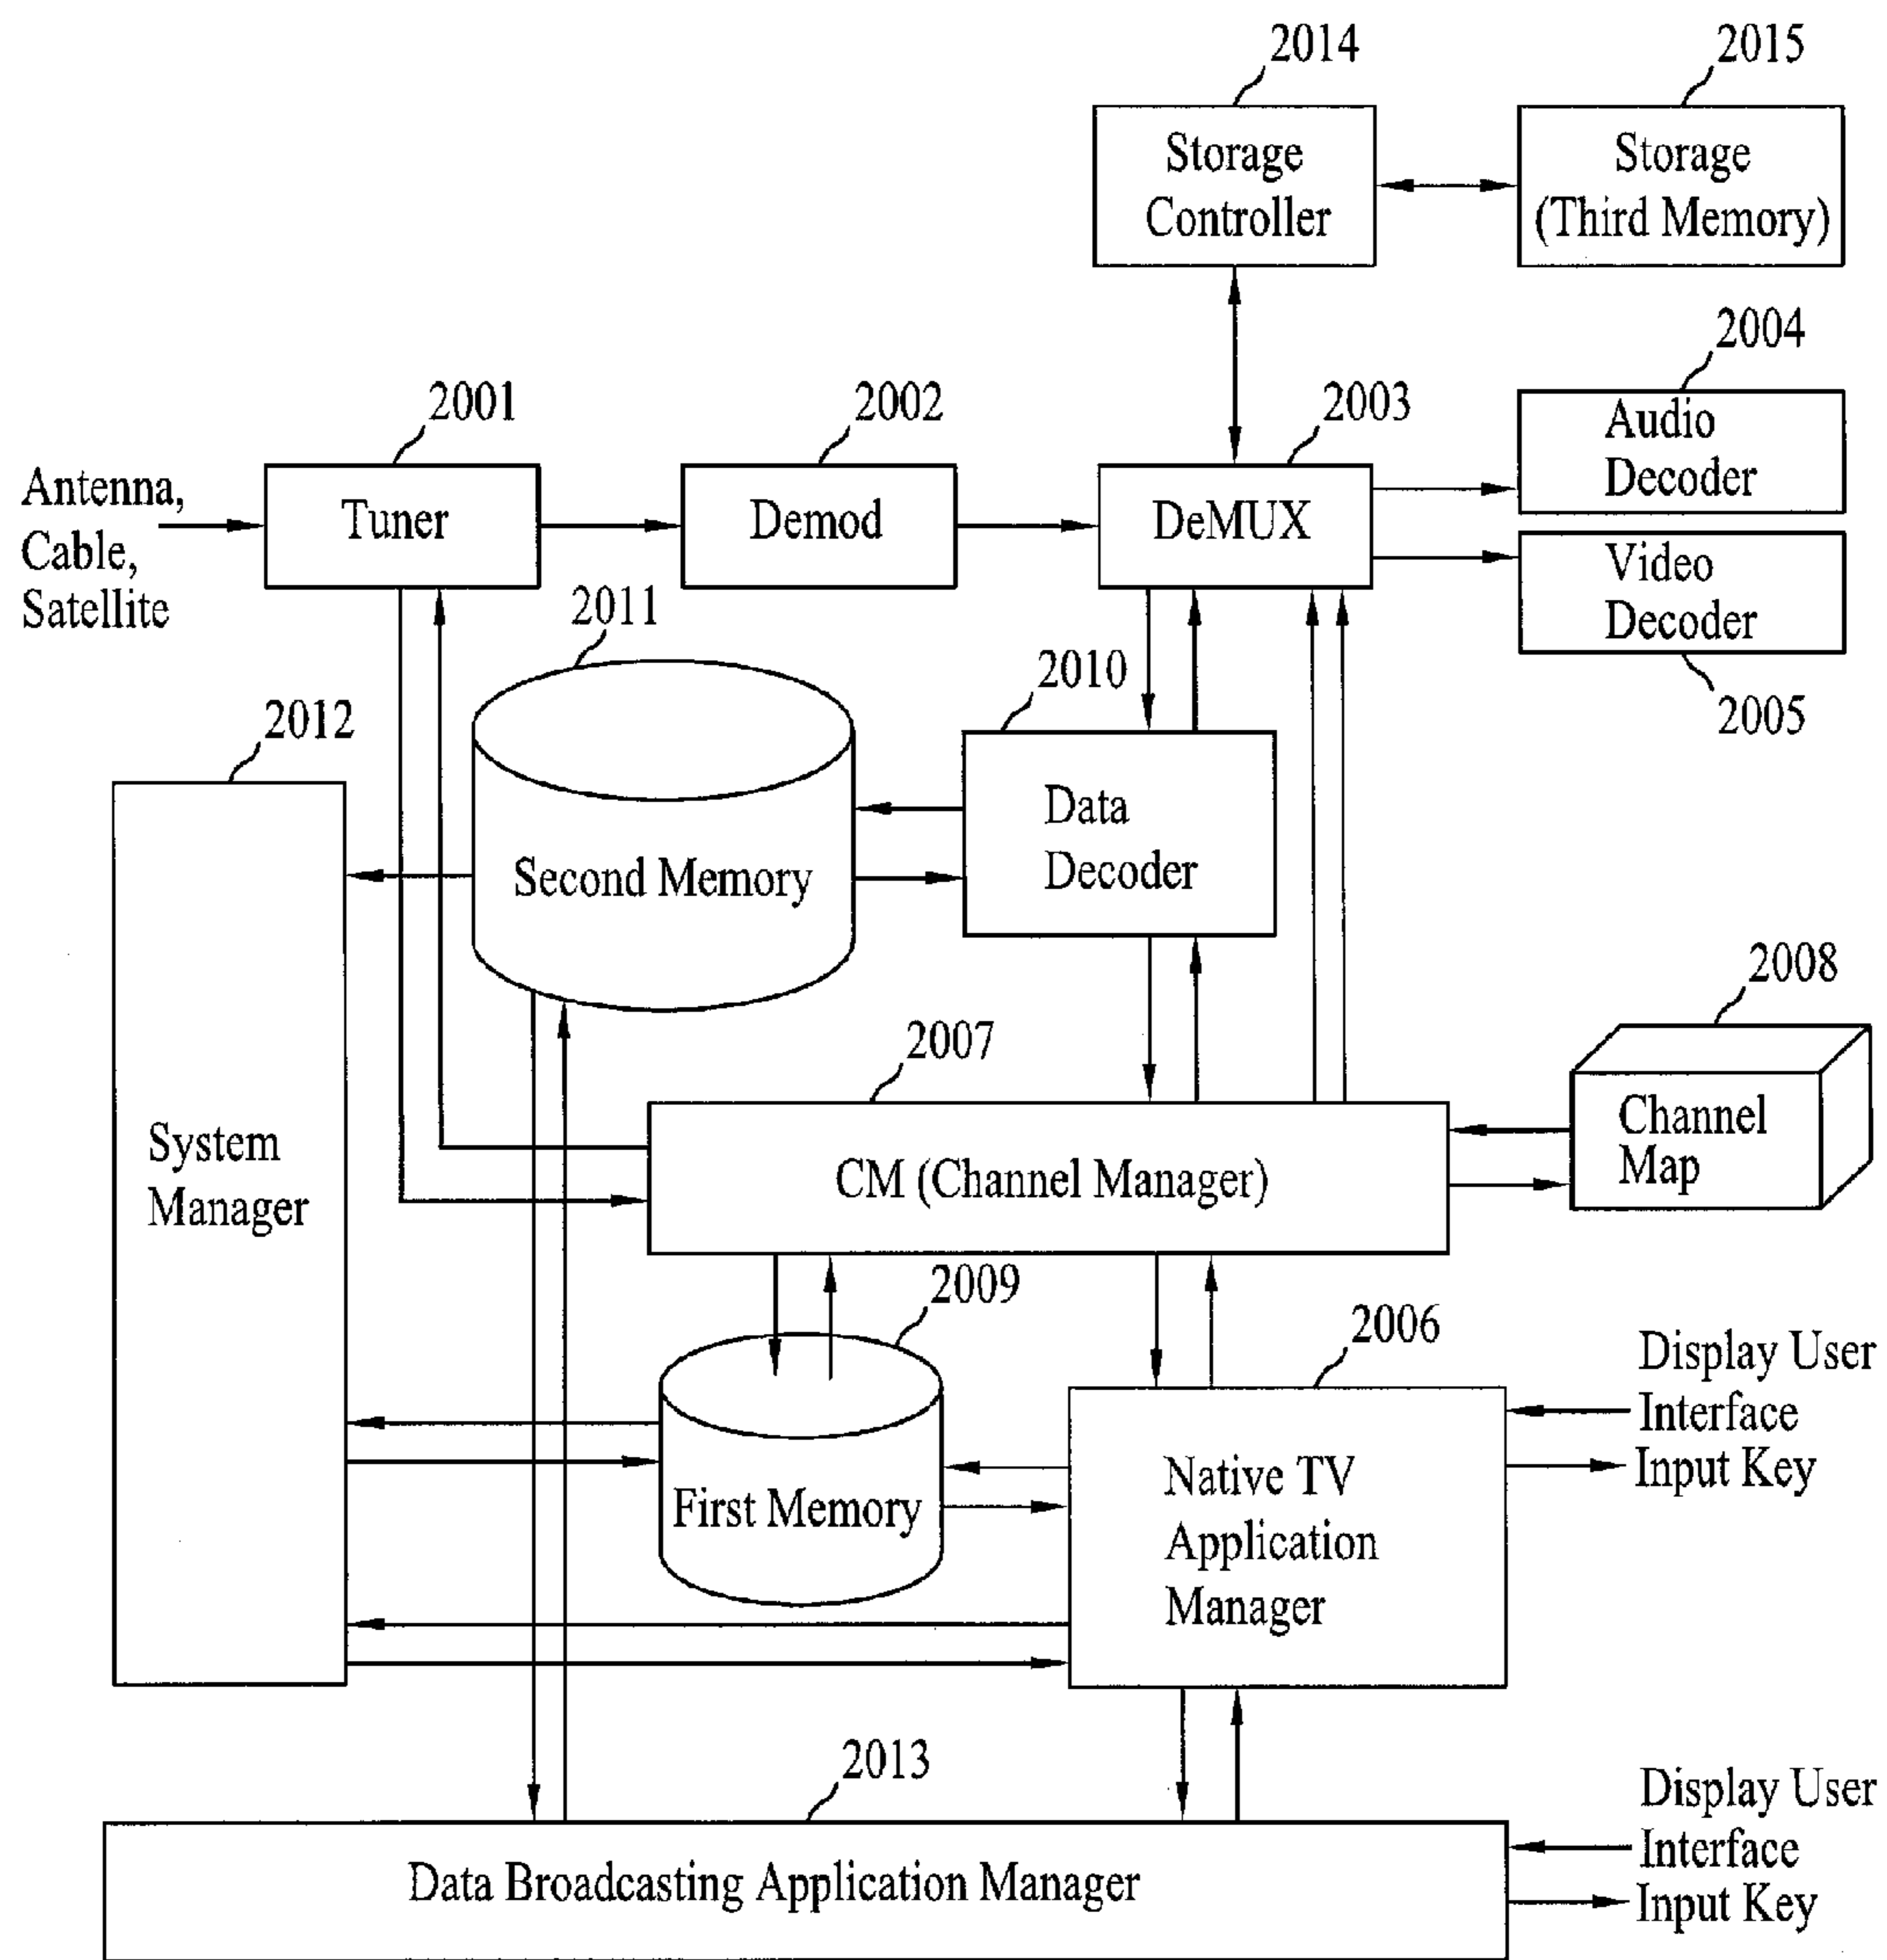 2014
2015
Storage
Controller
Storage
(Third Memory)
2004
2001
2002
2003
Audio
Decoder
Antenna,
Cable,
Satellite
Tuner
Demod
DeMUX
Video
Decoder
2005
2011
2010
2012
Data
Decoder
Second Memory
2008
2007
Channel
Map
System
Manager
CM (Channel Manager)
2009
2006
Display User
Interface
Input Key
Native TV
Application
Manager
First Memory
2013
Display User
Interface
Input Key
Data Broadcasting Application Manager